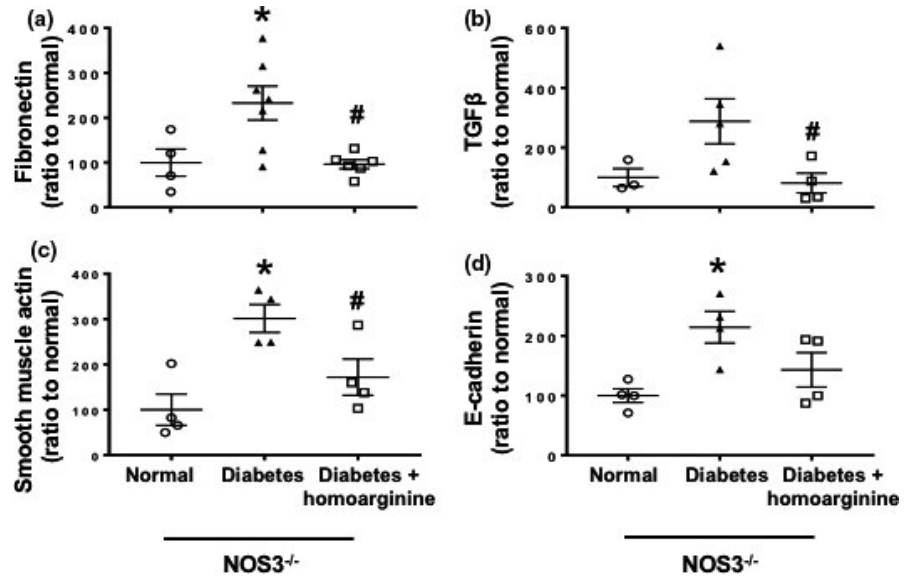 (a)
*
Fibronectin
(ratio to normal)
400
300
200
100
0
#
(b)
TGFβ
(ratio to normal)
600
400
200
0
#
(c)
*
Smooth muscle actin
(ratio to normal)
400
300
200
100
0
#
Normal
Diabetes
Diabetes +
homoarginine
NOS3-/-
(d)
*
E-cadherin
(ratio to normal)
300
200
100
0
Normal
Diabetes
Diabetes +
homoarginine
NOS3-/-